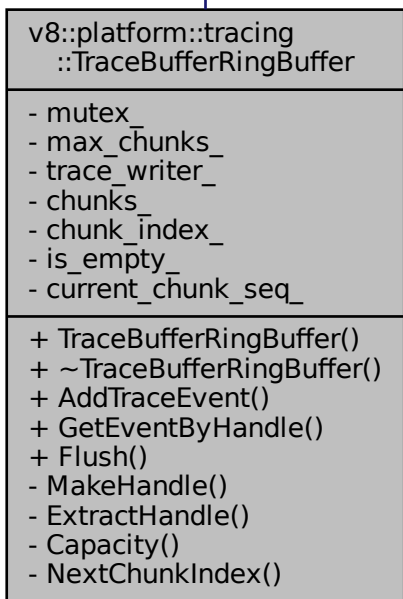 v8::platform::tracing
::TraceBufferRingBuffer
- mutex_
- max_chunks_
- trace_writer_
- chunks_
- chunk_index_
- is_empty_
- current_chunk_seq_
+ TraceBufferRingBuffer()
+ ~TraceBufferRingBuffer()
+ AddTraceEvent()
+ GetEventByHandle()
+ Flush()
- MakeHandle()
- ExtractHandle()
- Capacity()
- NextChunkIndex()